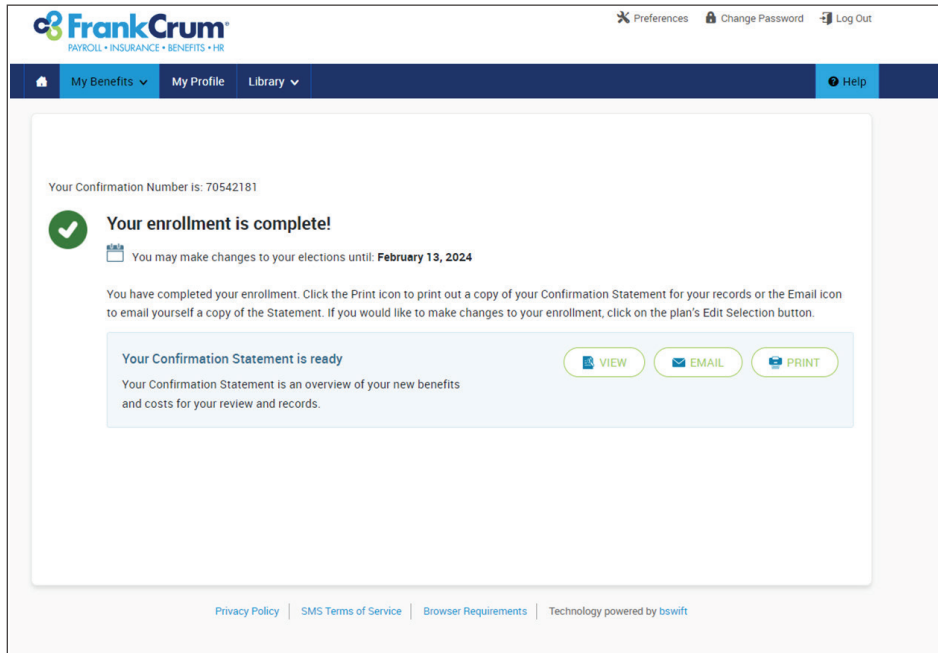 FrankCrum
PAYROLL • INSURANCE • BENEFITS • HR
Preferences
Change Password
Log Out
My Benefits
My Profile
Library
Help
Your Confirmation Number is: 70542181
Your enrollment is complete!
You may make changes to your elections until: February 13, 2024
You have completed your enrollment. Click the Print icon to print out a copy of your Confirmation Statement for your records or the Email icon
to email yourself a copy of the Statement. If you would like to make changes to your enrollment, click on the plan's Edit Selection button.
Your Confirmation Statement is ready
Your Confirmation Statement is an overview of your new benefits
and costs for your review and records.
VIEW
EMAIL
PRINT
Privacy Policy
SMS Terms of Service
Browser Requirements
Technology powered by bswift